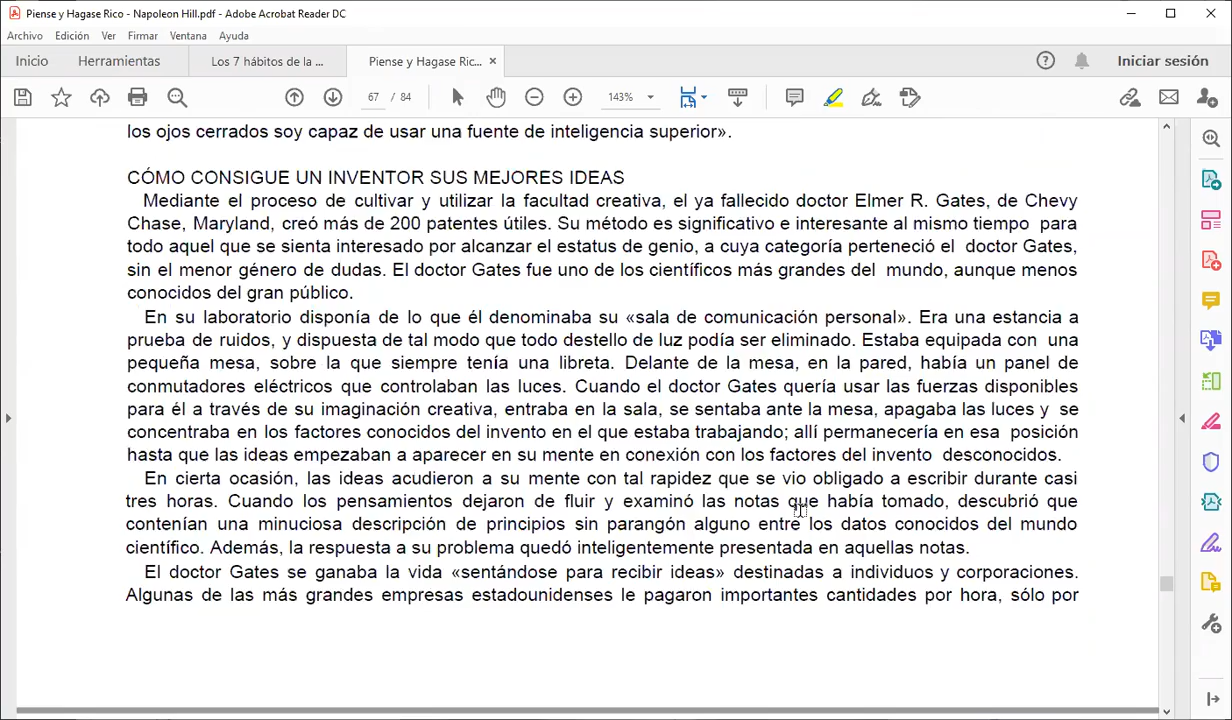 Piense y Hagase Rico - Napoleon Hill.pdf - Adobe Acrobat Reader DC
Archivo Edición Ver Firmar Ventana Ayuda
Inicio Herramientas Los 7 hábitos de la ... Piense y Hagase Ric... × Iniciar sesión
67 / 84 143%
los ojos cerrados soy capaz de usar una fuente de inteligencia superior».
CÓMO CONSIGUE UN INVENTOR SUS MEJORES IDEAS
Mediante el proceso de cultivar y utilizar la facultad creativa, el ya fallecido doctor Elmer R. Gates, de Chevy
Chase, Maryland, creó más de 200 patentes útiles. Su método es significativo e interesante al mismo tiempo para
todo aquel que se sienta interesado por alcanzar el estatus de genio, a cuya categoría perteneció el doctor Gates,
sin el menor género de dudas. El doctor Gates fue uno de los científicos más grandes del mundo, aunque menos
conocidos del gran público.
En su laboratorio disponía de lo que él denominaba su «sala de comunicación personal». Era una estancia a
prueba de ruidos, y dispuesta de tal modo que todo destello de luz podía ser eliminado. Estaba equipada con una
pequeña mesa, sobre la que siempre tenía una libreta. Delante de la mesa, en la pared, había un panel de
conmutadores eléctricos que controlaban las luces. Cuando el doctor Gates quería usar las fuerzas disponibles
para él a través de su imaginación creativa, entraba en la sala, se sentaba ante la mesa, apagaba las luces y se
concentraba en los factores conocidos del invento en el que estaba trabajando; allí permanecería en esa posición
hasta que las ideas empezaban a aparecer en su mente en conexión con los factores del invento desconocidos.
En cierta ocasión, las ideas acudieron a su mente con tal rapidez que se vio obligado a escribir durante casi
tres horas. Cuando los pensamientos dejaron de fluir y examinó las notas que había tomado, descubrió que
contenían una minuciosa descripción de principios sin parangón alguno entre los datos conocidos del mundo
científico. Además, la respuesta a su problema quedó inteligentemente presentada en aquellas notas.
El doctor Gates se ganaba la vida «sentándose para recibir ideas» destinadas a individuos y corporaciones.
Algunas de las más grandes empresas estadounidenses le pagaron importantes cantidades por hora, sólo por